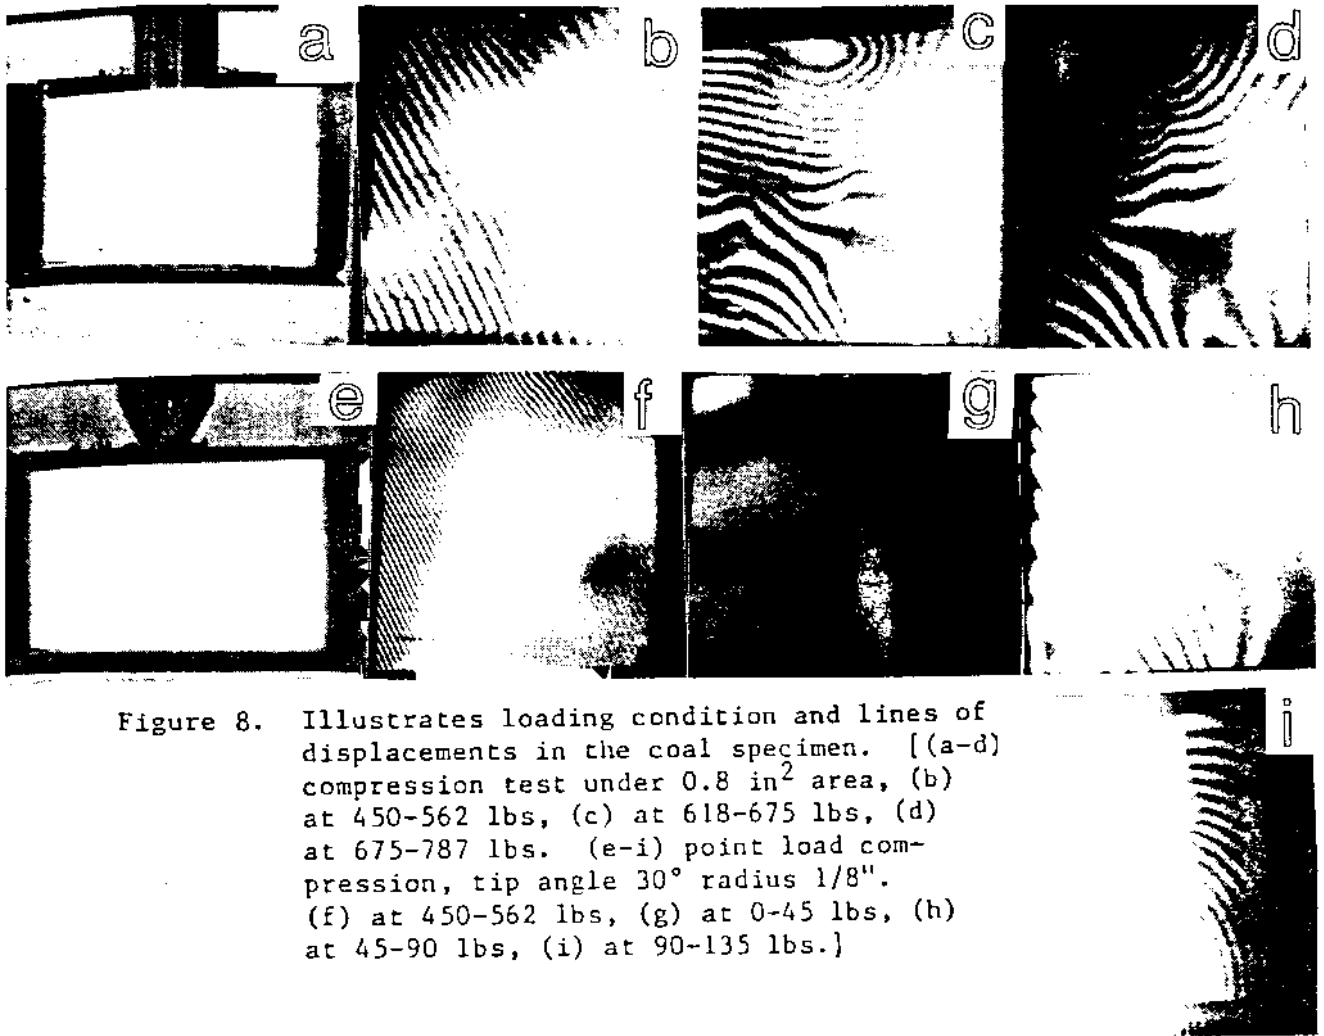 a
b
c
d
e
f
g
h
i
Figure 8. Illustrates loading condition and lines of
displacements in the coal specimen. [(a-d)
compression test under 0.8 in² area, (b)
at 450-562 lbs, (c) at 618-675 lbs, (d)
at 675-787 lbs. (e-i) point load com-
pression, tip angle 30° radius 1/8".
(f) at 450-562 lbs, (g) at 0-45 lbs, (h)
at 45-90 lbs, (i) at 90-135 lbs.]